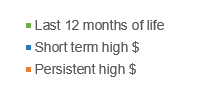 Last 12 months of life
Short term high $
Persistent high $